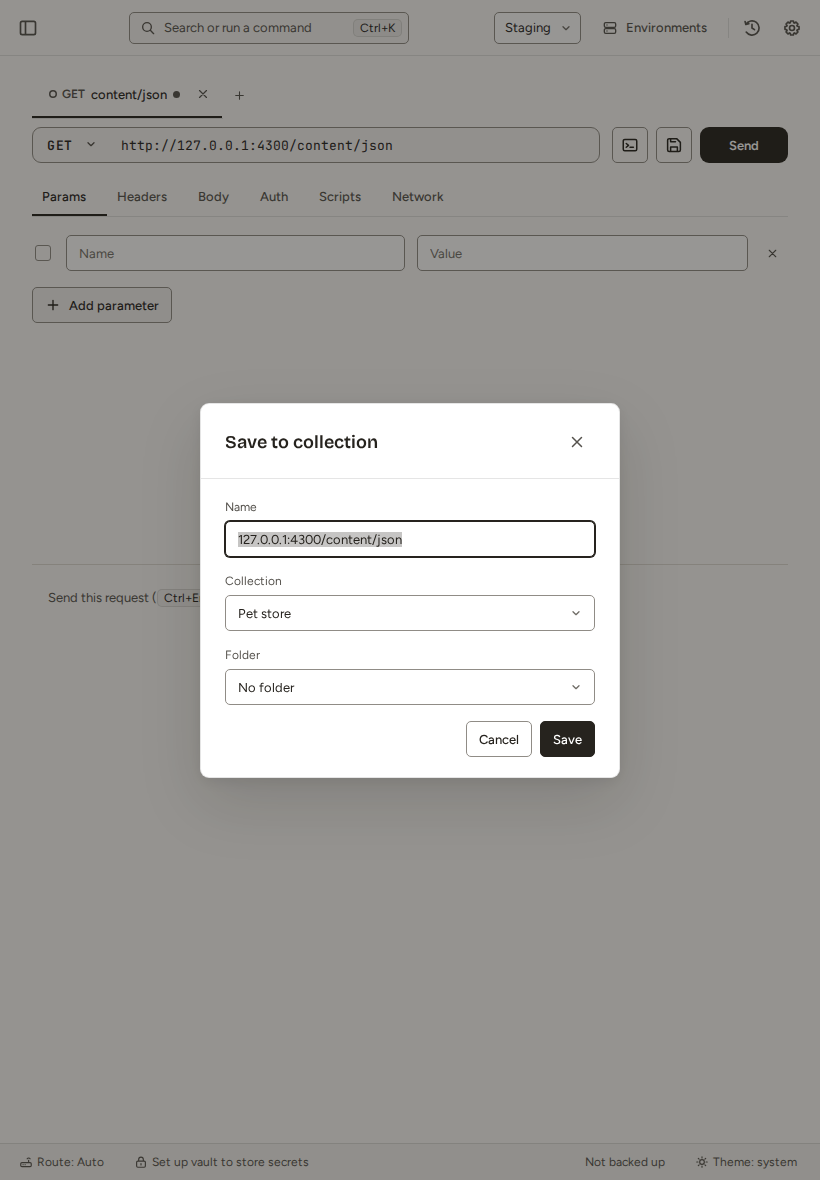 Search or run a command Ctrl+K Staging Environments
GET content/json
GET http://127.0.0.1:4300/content/json Send
Params Headers Body Auth Scripts Network
Name Value
Add parameter
Save to collection
Name
127.0.0.1:4300/content/json
Collection
Send this request (Ctrl+E
Pet store
Folder
No folder
Cancel Save
Route: Auto Set up vault to store secrets Not backed up Theme: system